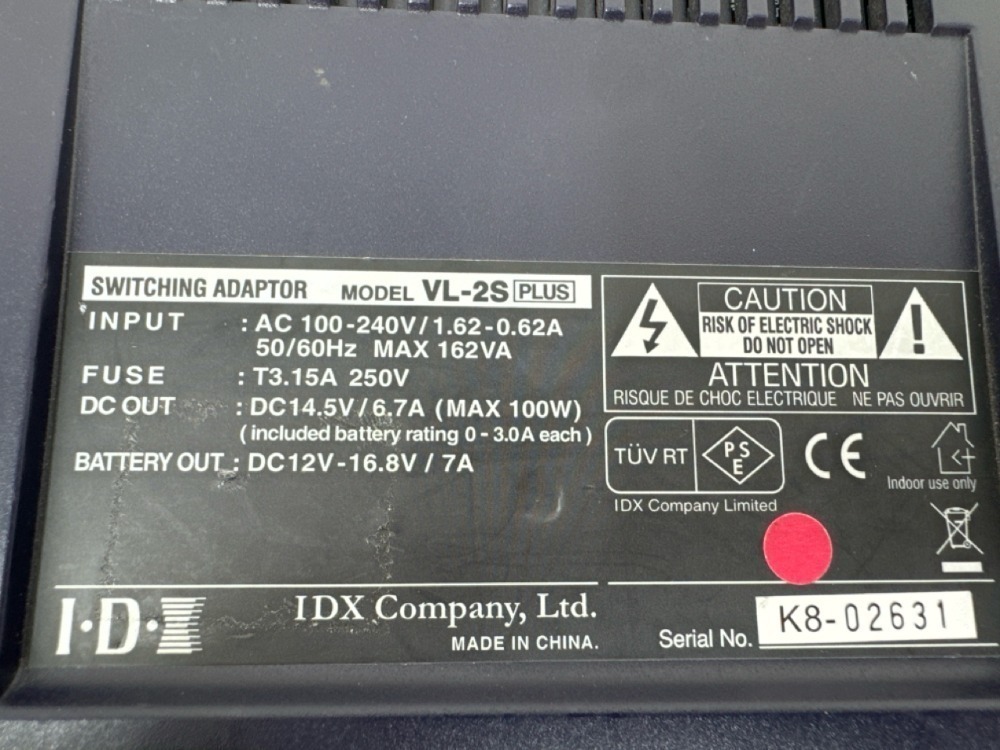 SWITCHING ADAPTOR MODEL VL-2S PLUS
INPUT : AC 100-240V/1.62-0.62A
50/60Hz MAX 162VA
FUSE : T3.15A 250V
DC OUT : DC14.5V/6.7A (MAX 100W)
(included battery rating 0-3.0A each)
BATTERY OUT : DC12V-16.8V / 7A
CAUTION
RISK OF ELECTRIC SHOCK
DO NOT OPEN
ATTENTION
RISQUE DE CHOC ELECTRIQUE NE PAS OUVRIR
TÜV RT
PS
E
CE
Indoor use only
IDX Company Limited
I·D·X
IDX Company, Ltd.
MADE IN CHINA.
Serial No. K8-02631